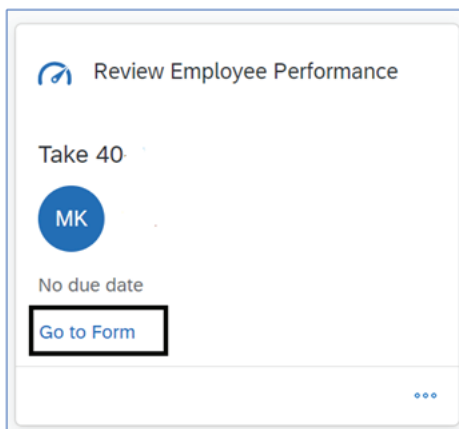 Review Employee Performance
Take 40
MK
No due date
Go to Form